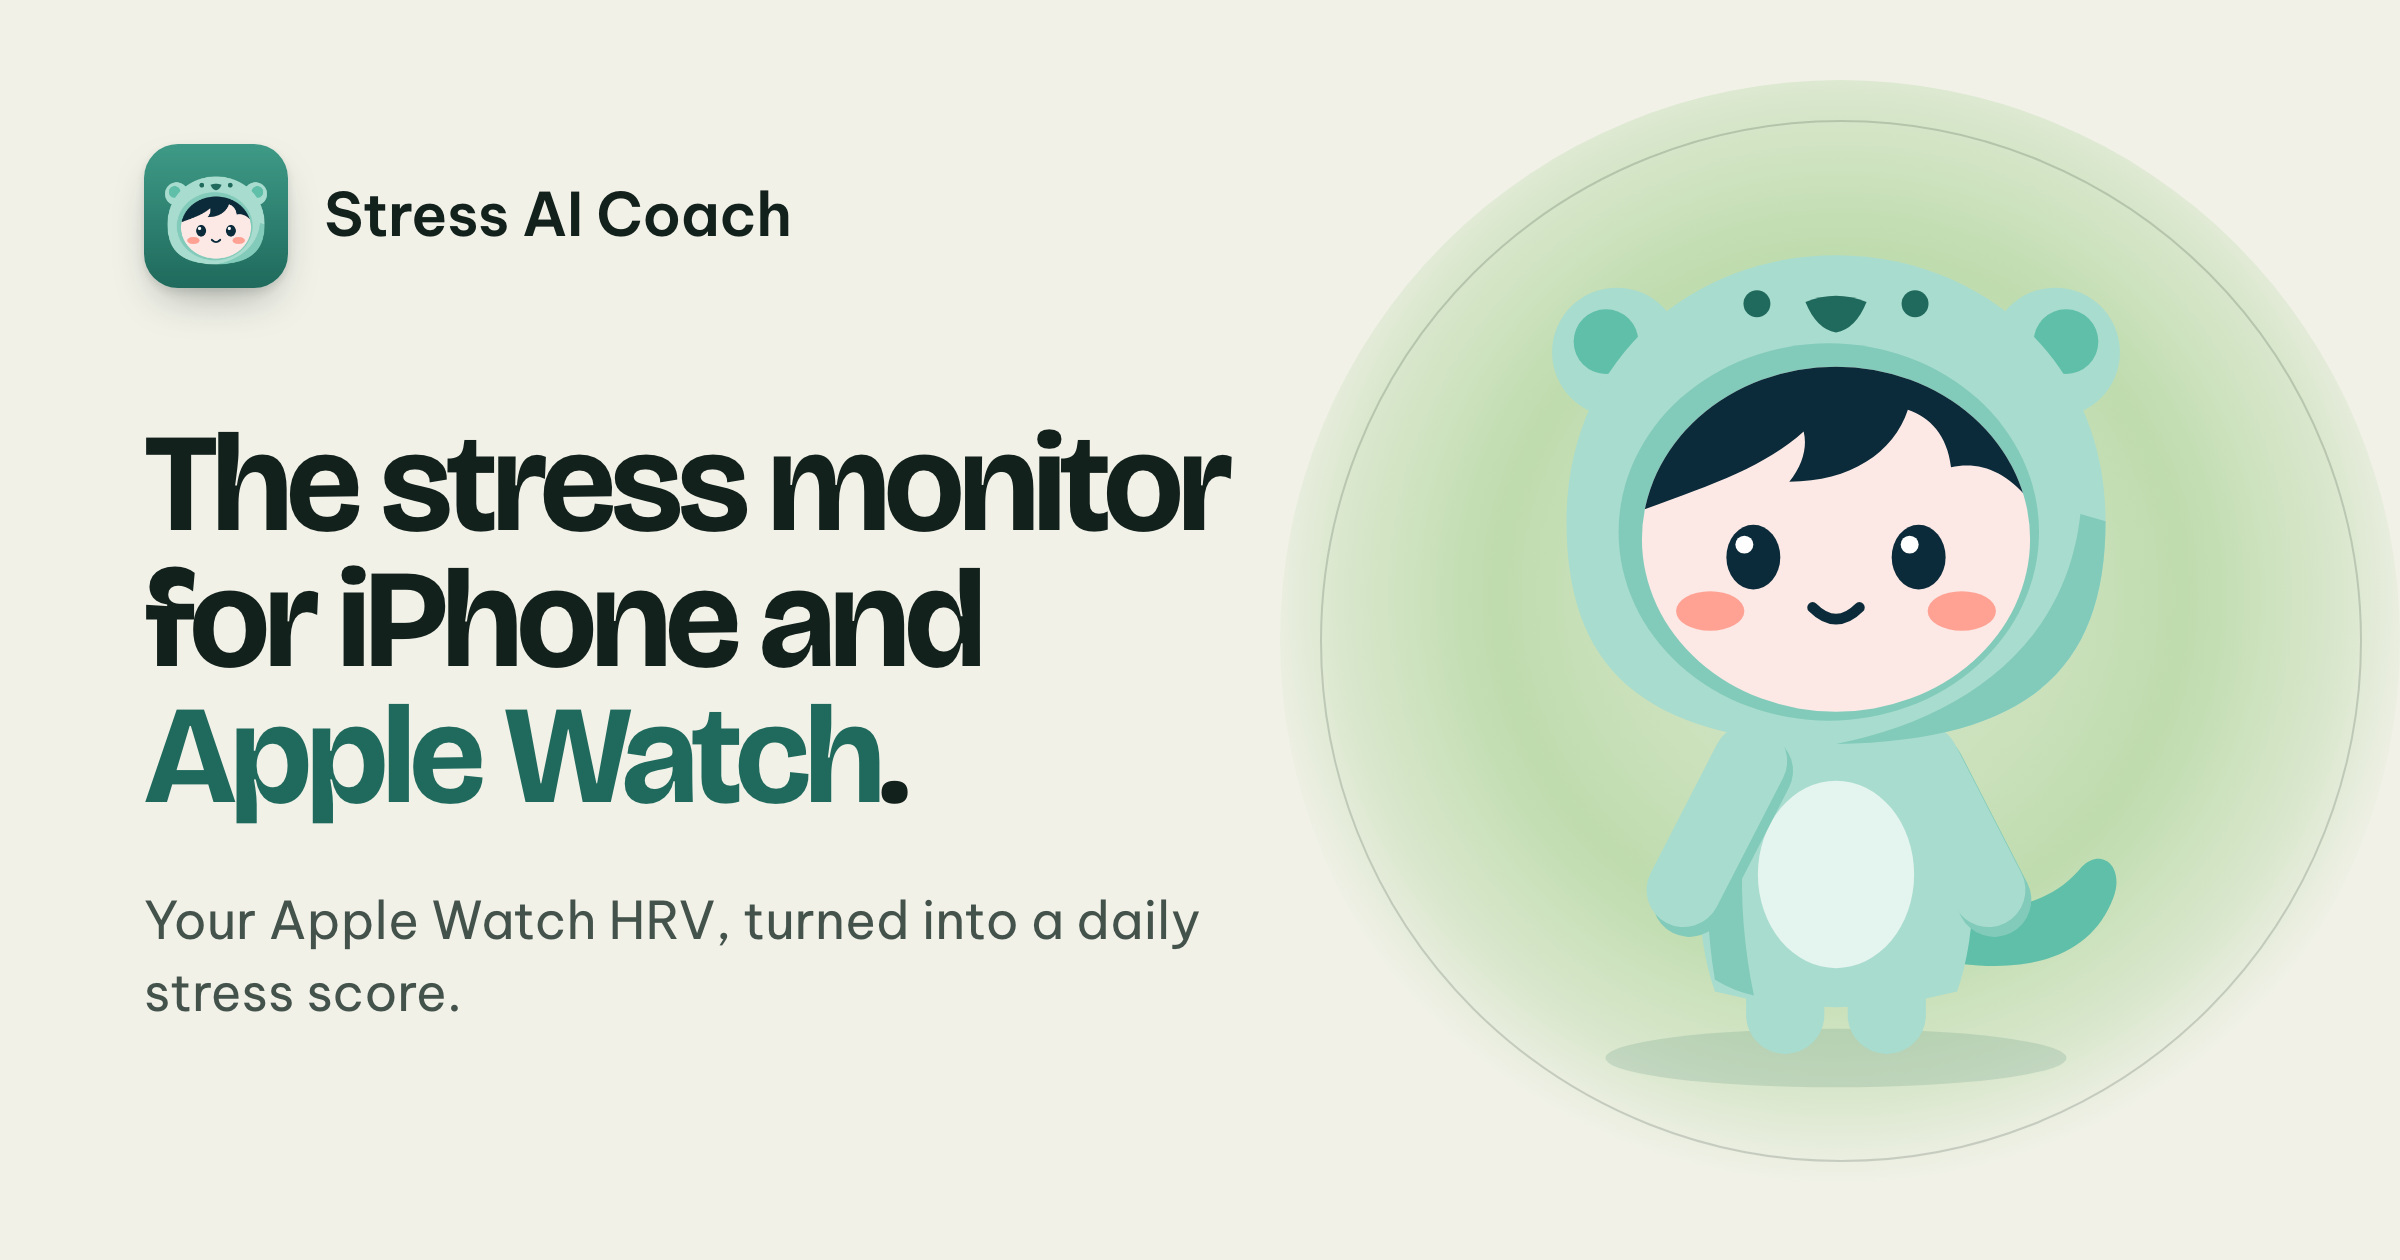 Stress AI Coach
The stress monitor
for iPhone and
Apple Watch.
Your Apple Watch HRV, turned into a daily
stress score.